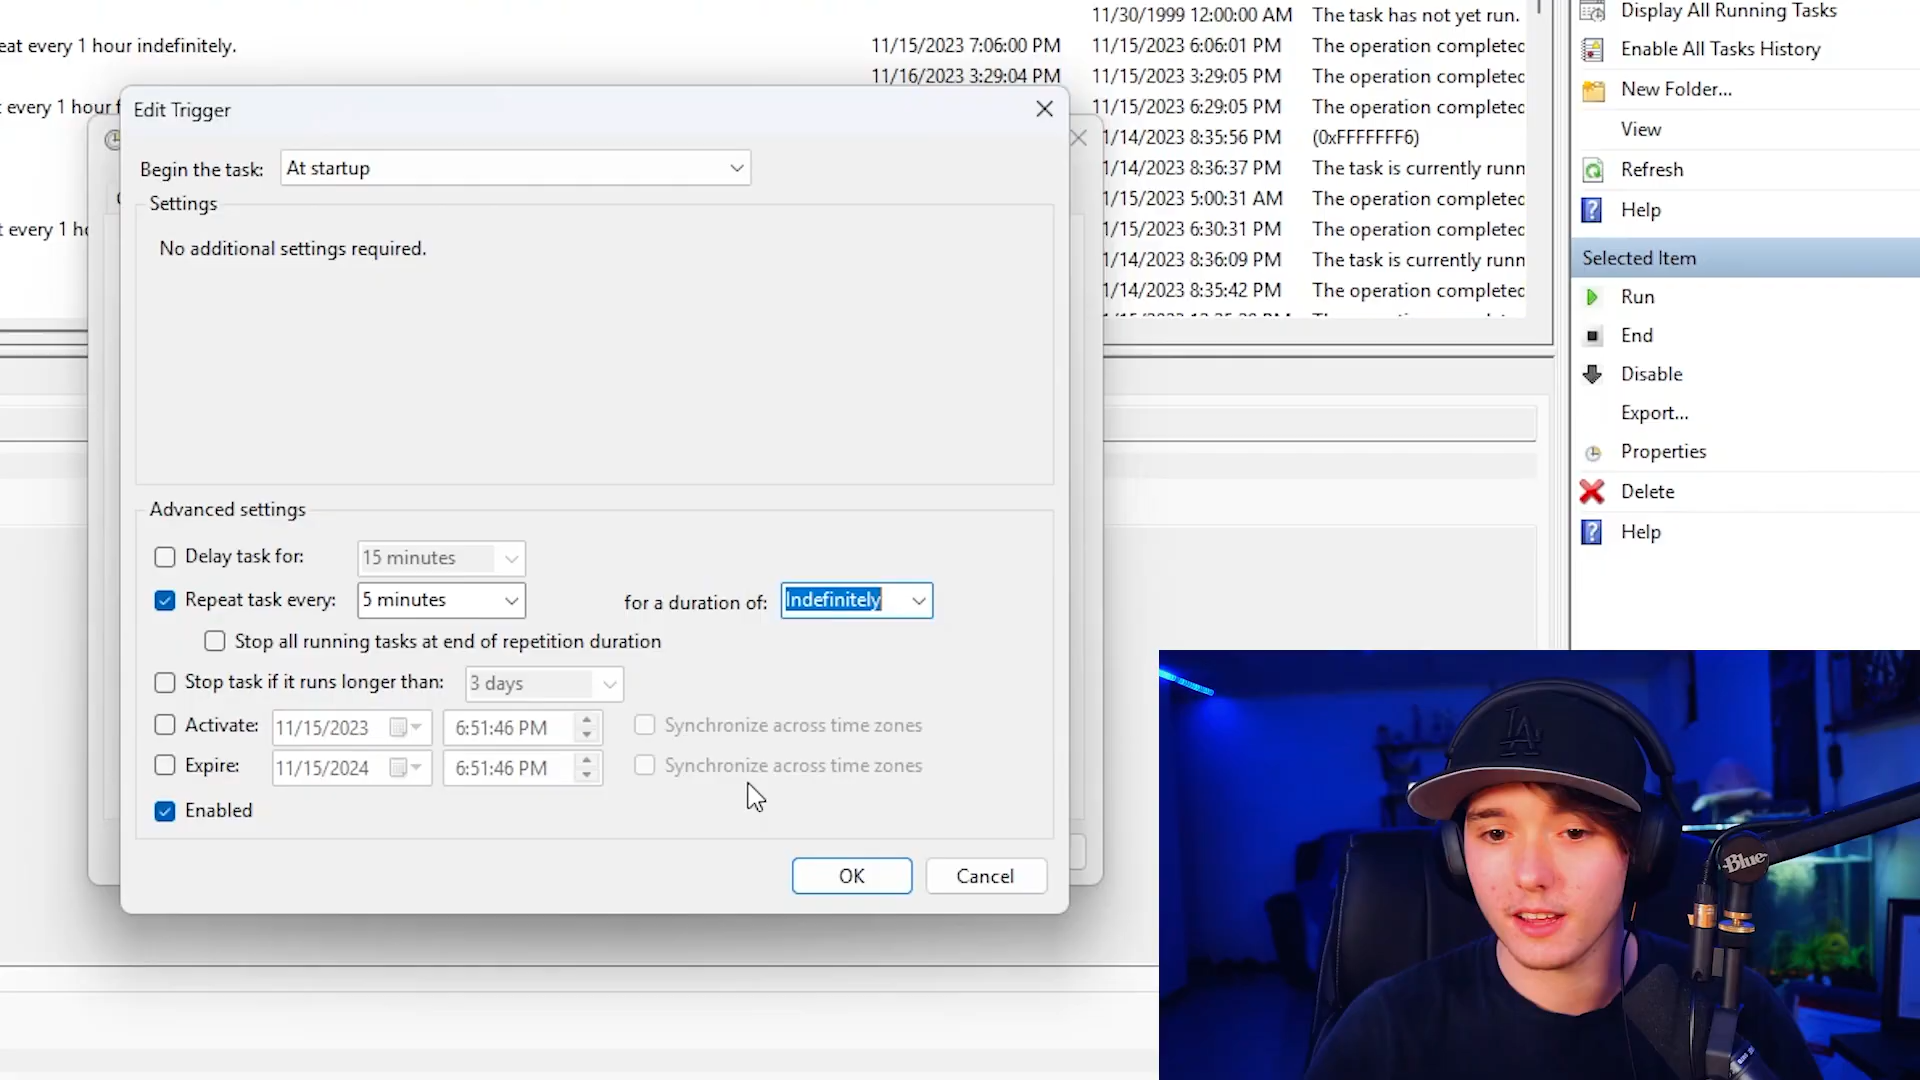 11/30/1999 12:00:00 AM The task has not yet run.
eat every 1 hour indefinitely. 11/15/2023 7:06:00 PM 11/15/2023 6:06:01 PM The operation completed
11/16/2023 3:29:04 PM 11/15/2023 3:29:05 PM The operation completed
t every 1 hour f 11/15/2023 6:29:05 PM The operation completed
1/14/2023 8:35:56 PM (0xFFFFFFF6)
1/14/2023 8:36:37 PM The task is currently runn
1/15/2023 5:00:31 AM The operation completed
t every 1 ho 1/15/2023 6:30:31 PM The operation completed
1/14/2023 8:36:09 PM The task is currently runn
1/14/2023 8:35:42 PM The operation completed
Edit Trigger
Begin the task: At startup
Settings
No additional settings required.
Advanced settings
Delay task for: 15 minutes
Repeat task every: 5 minutes for a duration of: Indefinitely
Stop all running tasks at end of repetition duration
Stop task if it runs longer than: 3 days
Activate: 11/15/2023 6:51:46 PM Synchronize across time zones
Expire: 11/15/2024 6:51:46 PM Synchronize across time zones
Enabled
OK Cancel
Display All Running Tasks
Enable All Tasks History
New Folder...
View
Refresh
Help
Selected Item
Run
End
Disable
Export...
Properties
Delete
Help
LA
Blue